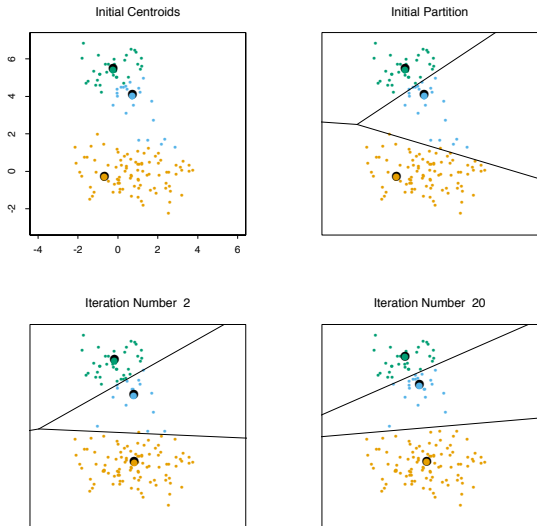 Initial Centroids
Initial Partition
6
4
2
0
-2
-4 -2 0 2 4 6
Iteration Number 2
Iteration Number 20